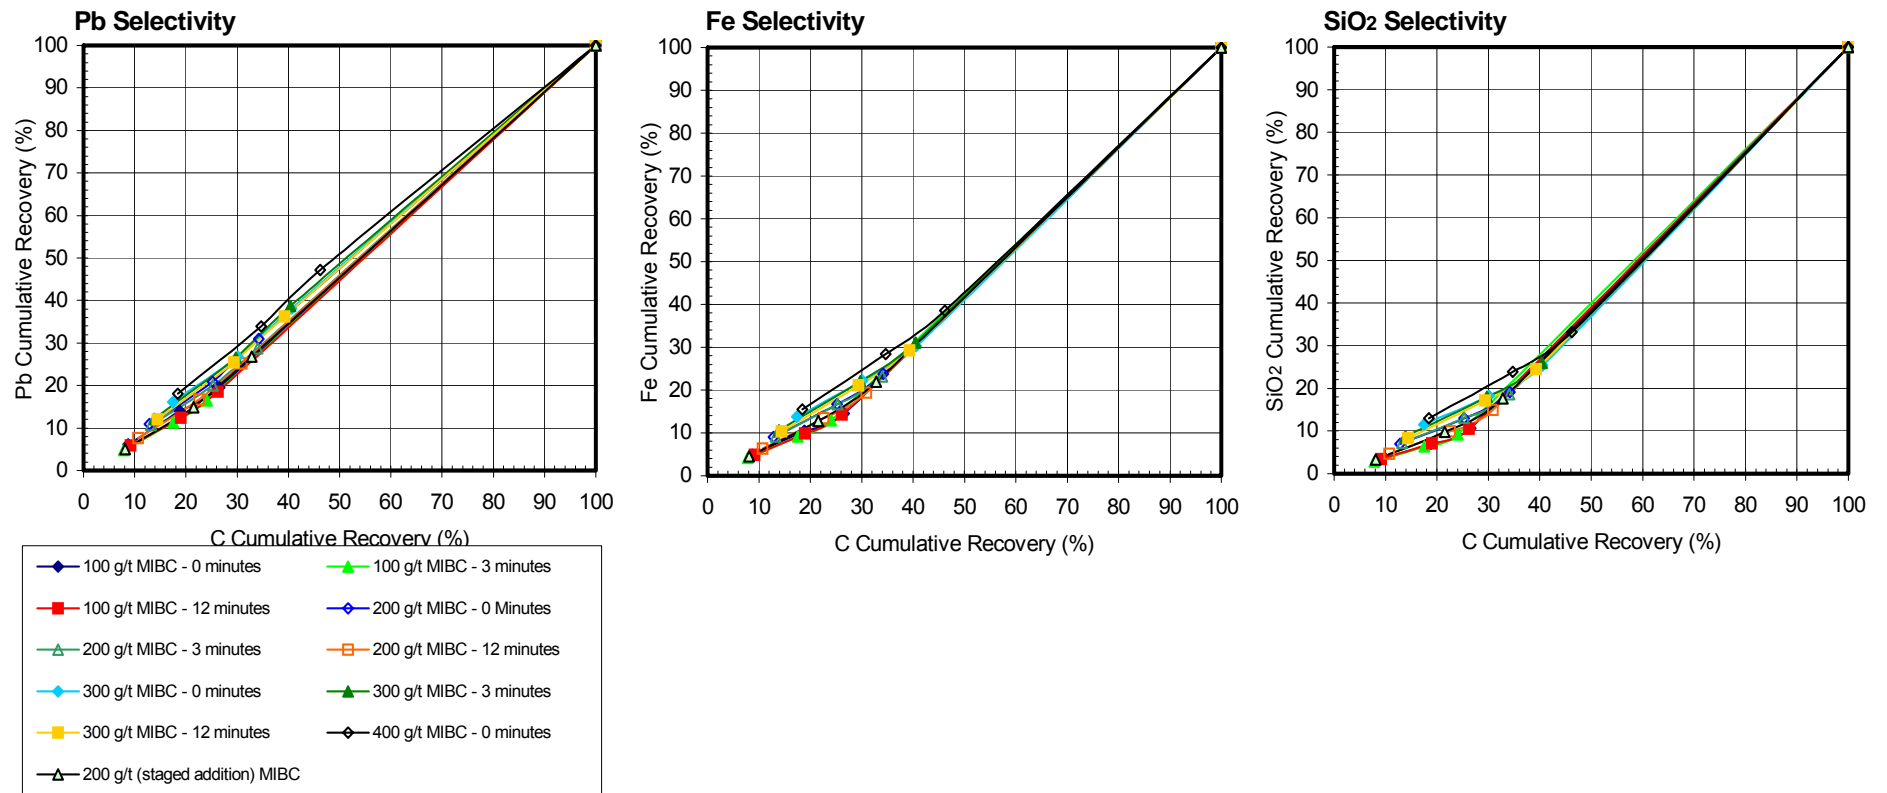 Pb Selectivity
100
90
80
70
60
50
40
30
20
10
0
Pb Cumulative Recovery (%)
0 10 20 30 40 50 60 70 80 90 100
C Cumulative Recovery (%)
Fe Selectivity
100
90
80
70
60
50
40
30
20
10
0
Fe Cumulative Recovery (%)
0 10 20 30 40 50 60 70 80 90 100
C Cumulative Recovery (%)
SiO2 Selectivity
100
90
80
70
60
50
40
30
20
10
0
SiO2 Cumulative Recovery (%)
0 10 20 30 40 50 60 70 80 90 100
C Cumulative Recovery (%)
100 g/t MIBC - 0 minutes
100 g/t MIBC - 3 minutes
100 g/t MIBC - 12 minutes
200 g/t MIBC - 0 Minutes
200 g/t MIBC - 3 minutes
200 g/t MIBC - 12 minutes
300 g/t MIBC - 0 minutes
300 g/t MIBC - 3 minutes
300 g/t MIBC - 12 minutes
400 g/t MIBC - 0 minutes
200 g/t (staged addition) MIBC